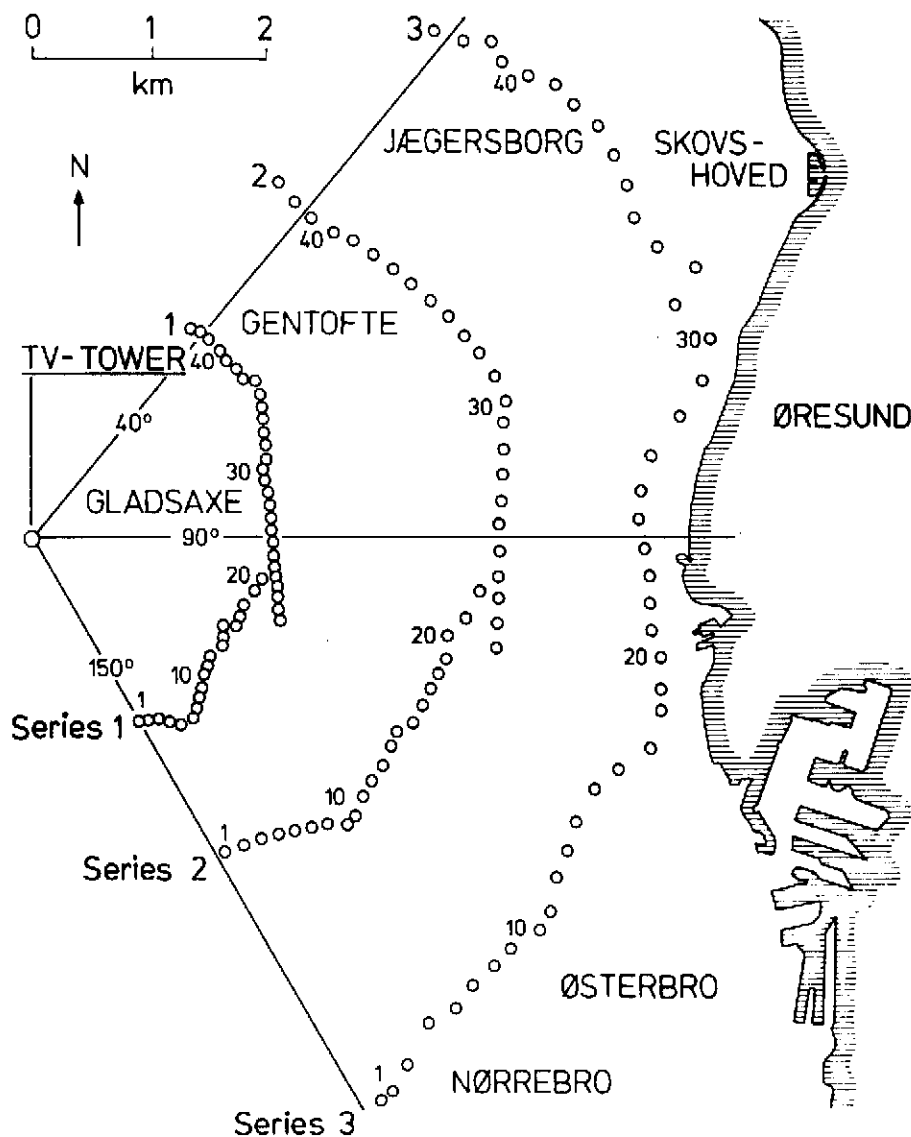 0 1 2
km
N
3
40
JÆGERSBORG
SKOVS-
HOVED
2
40
1
GENTOFTE
TV-TOWER
40
40°
30
30
ØRESUND
30
GLADSAXE
90°
20
20
20
150°
10
1
Series 1
10
1
Series 2
10
ØSTERBRO
1
NØRREBRO
Series 3